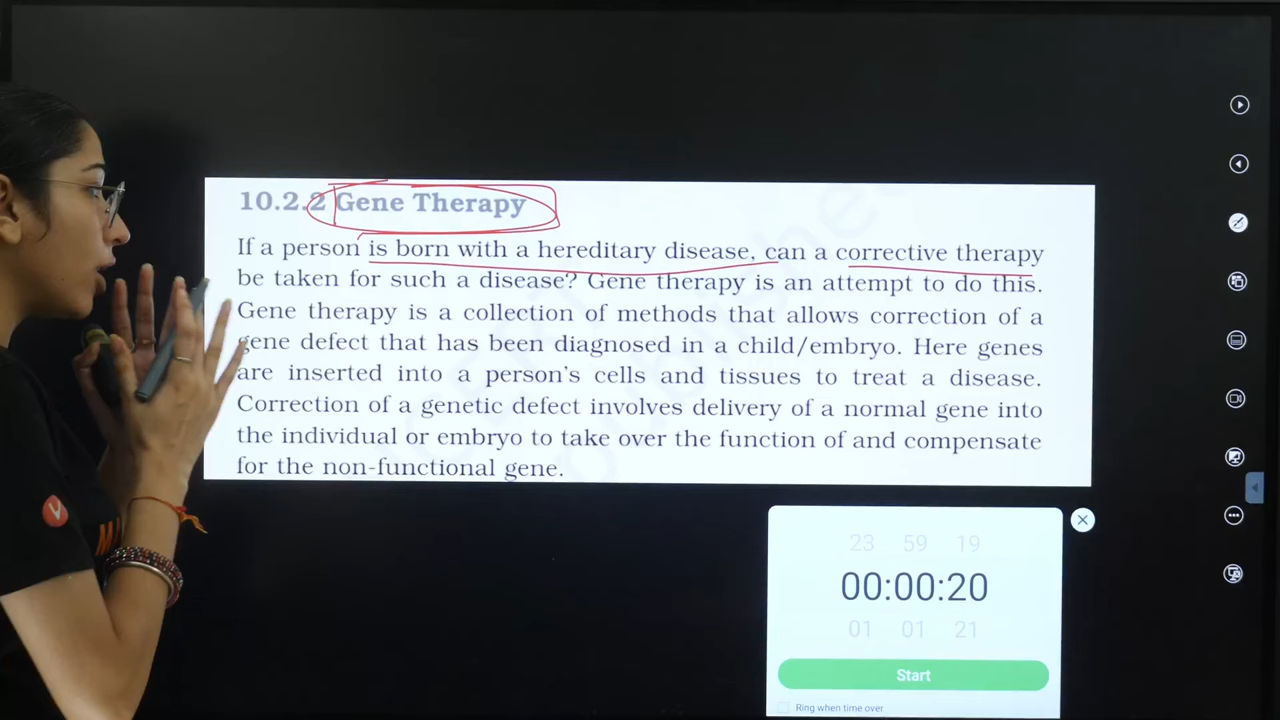 10.2.2 Gene Therapy
If a person is born with a hereditary disease, can a corrective therapy
be taken for such a disease? Gene therapy is an attempt to do this.
Gene therapy is a collection of methods that allows correction of a
gene defect that has been diagnosed in a child/embryo. Here genes
are inserted into a person's cells and tissues to treat a disease.
Correction of a genetic defect involves delivery of a normal gene into
the individual or embryo to take over the function of and compensate
for the non-functional gene.
23 59 19
00:00:20
01 01 21
Start
Ring when time over